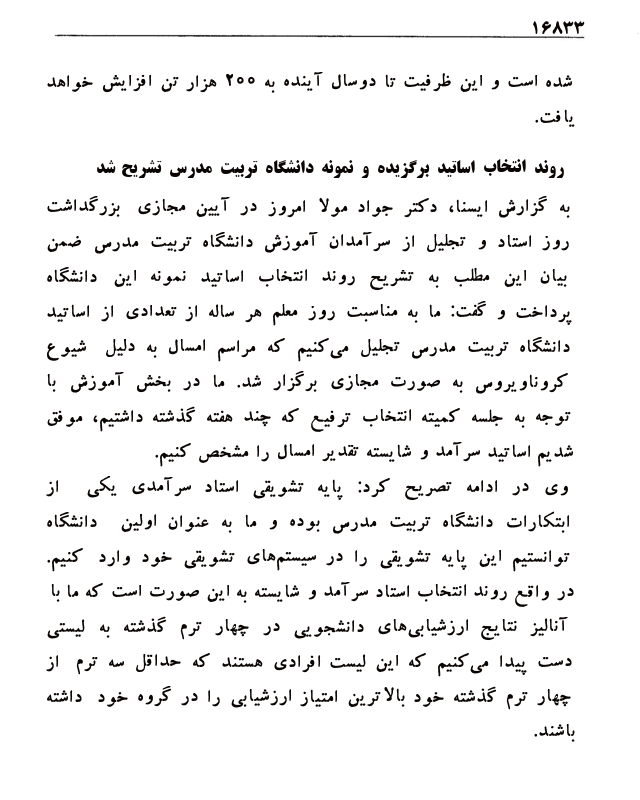 ۱۶۸۳۳
شده است و این ظرفیت تا دوسال آینده به ۲۰۰ هزار تن افزایش خواهد
یافت.
روند انتخاب اساتید برگزیده و نمونه دانشگاه تربیت مدرس تشریح شد
به گزارش ایسنا، دکتر جواد مولا امروز در آیین مجازی بزرگداشت
روز استاد و تجلیل از سرآمدان آموزش دانشگاه تربیت مدرس ضمن
بیان این مطلب به تشریح روند انتخاب اساتید نمونه این دانشگاه
پرداخت و گفت: ما به مناسبت روز معلم هر ساله از تعدادی از اساتید
دانشگاه تربیت مدرس تجلیل می‌کنیم که مراسم امسال به دلیل شیوع
کروناویروس به صورت مجازی برگزار شد. ما در بخش آموزش با
توجه به جلسه کمیته انتخاب ترفیع که چند هفته گذشته داشتیم، موفق
شدیم اساتید سرآمد و شایسته تقدیر امسال را مشخص کنیم.
وی در ادامه تصریح کرد: پایه تشویقی استاد سرآمدی یکی از
ابتکارات دانشگاه تربیت مدرس بوده و ما به عنوان اولین دانشگاه
توانستیم این پایه تشویقی را در سیستم‌های تشویقی خود وارد کنیم.
در واقع روند انتخاب استاد سرآمد و شایسته به این صورت است که ما با
آنالیز نتایج ارزشیابی‌های دانشجویی در چهار ترم گذشته به لیستی
دست پیدا می‌کنیم که این لیست افرادی هستند که حداقل سه ترم از
چهار ترم گذشته خود بالاترین امتیاز ارزشیابی را در گروه خود داشته
باشند.